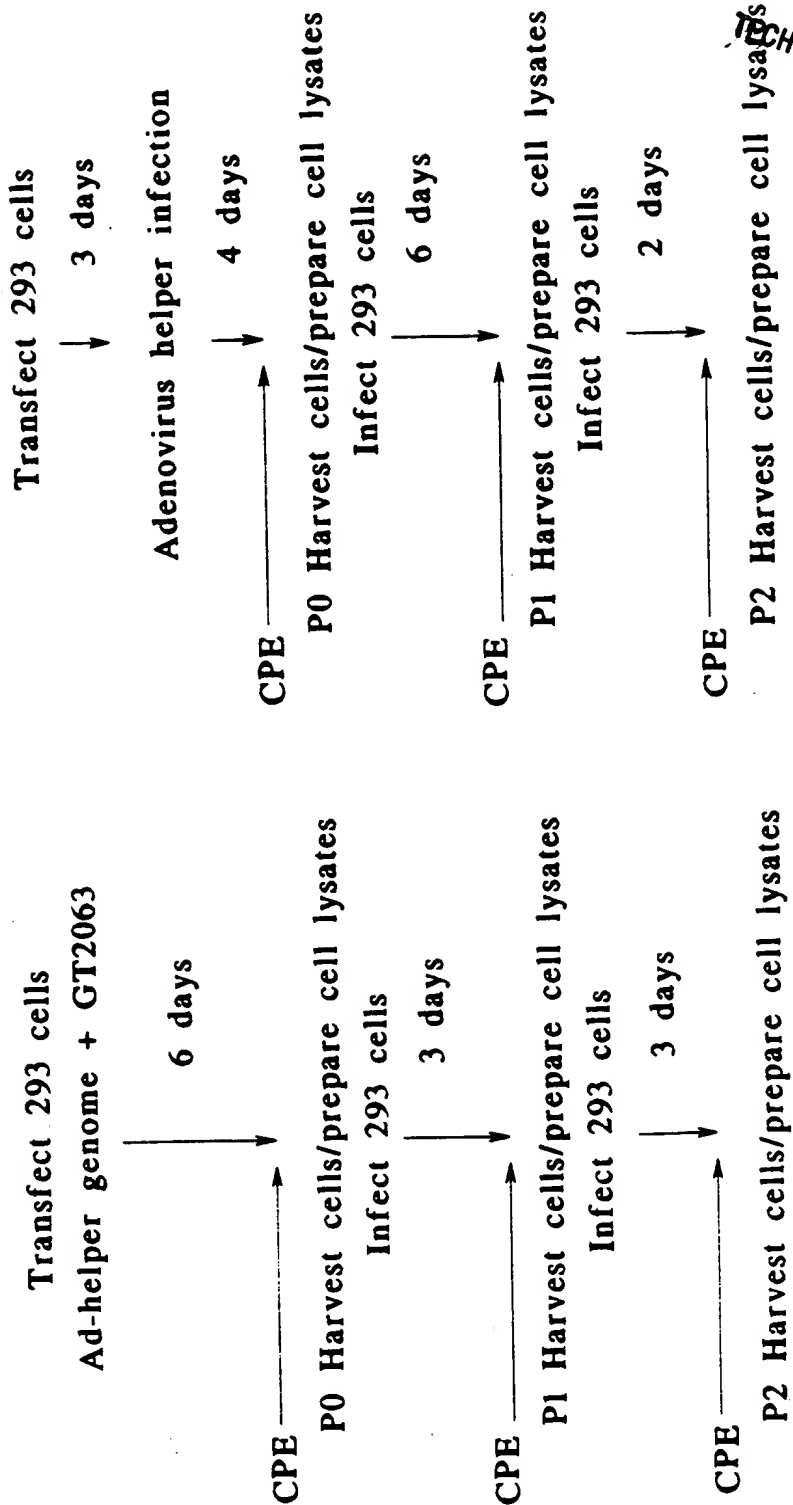 Transfect 293 cells
Ad-helper genome + GT2063
6 days
CPE
P0 Harvest cells/prepare cell lysates
Infect 293 cells
3 days
CPE
P1 Harvest cells/prepare cell lysates
Infect 293 cells
3 days
CPE
P2 Harvest cells/prepare cell lysates
Transfect 293 cells
3 days
Adenovirus helper infection
4 days
CPE
P0 Harvest cells/prepare cell lysates
Infect 293 cells
6 days
CPE
P1 Harvest cells/prepare cell lysates
Infect 293 cells
2 days
CPE
P2 Harvest cells/prepare cell lysates
TECH